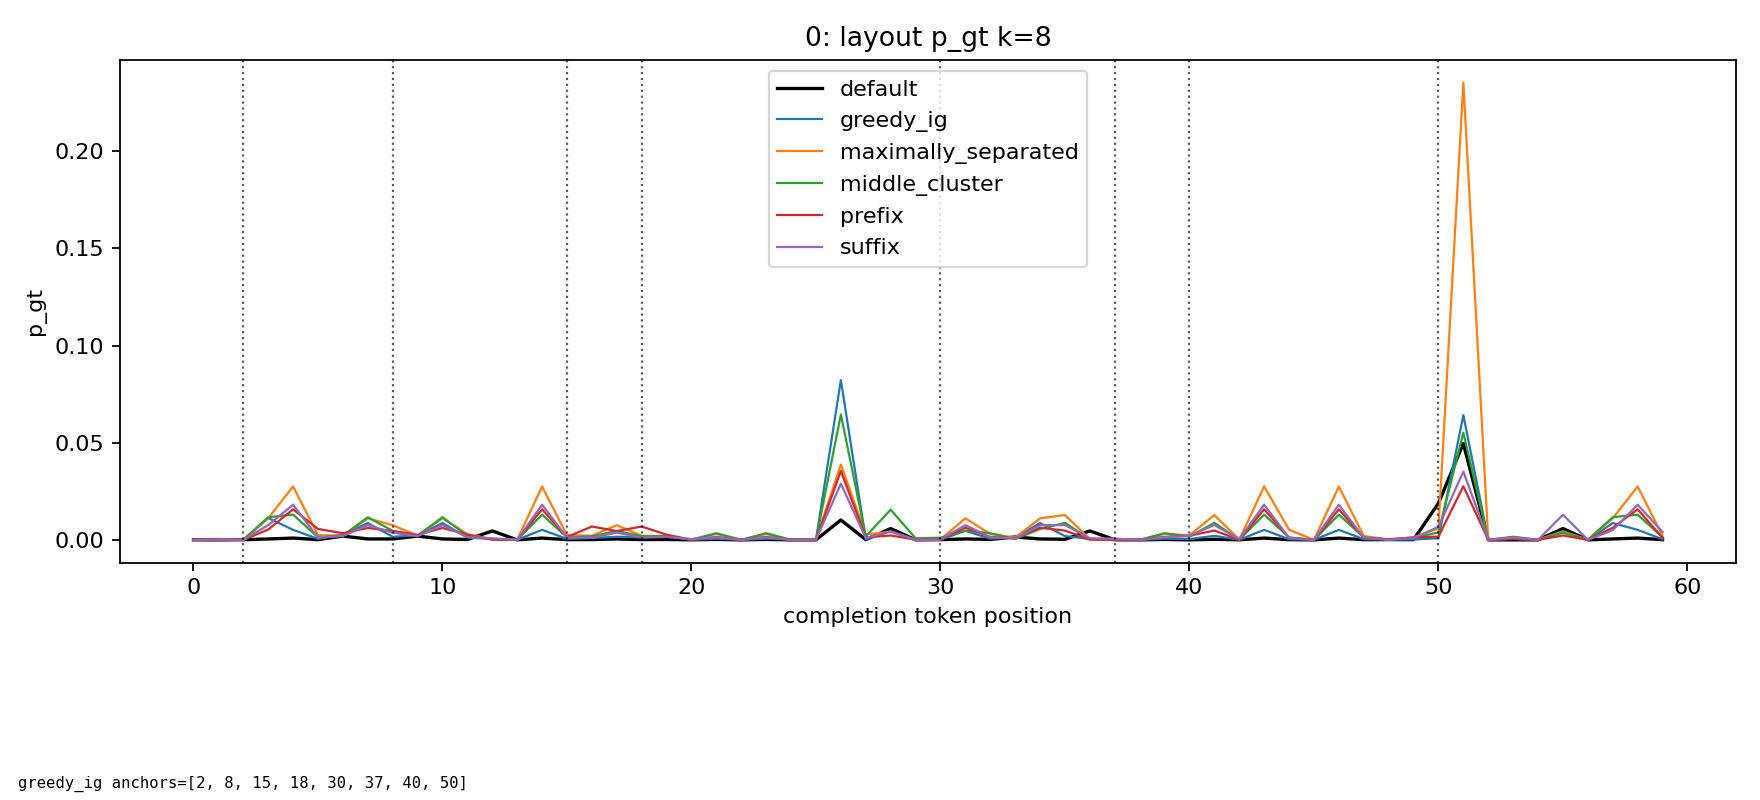 0: layout p_gt k=8
default
greedy_ig
maximally_separated
middle_cluster
prefix
suffix
p_gt
0.20
0.15
0.10
0.05
0.00
0 10 20 30 40 50 60
completion token position
greedy_ig anchors=[2, 8, 15, 18, 30, 37, 40, 50]